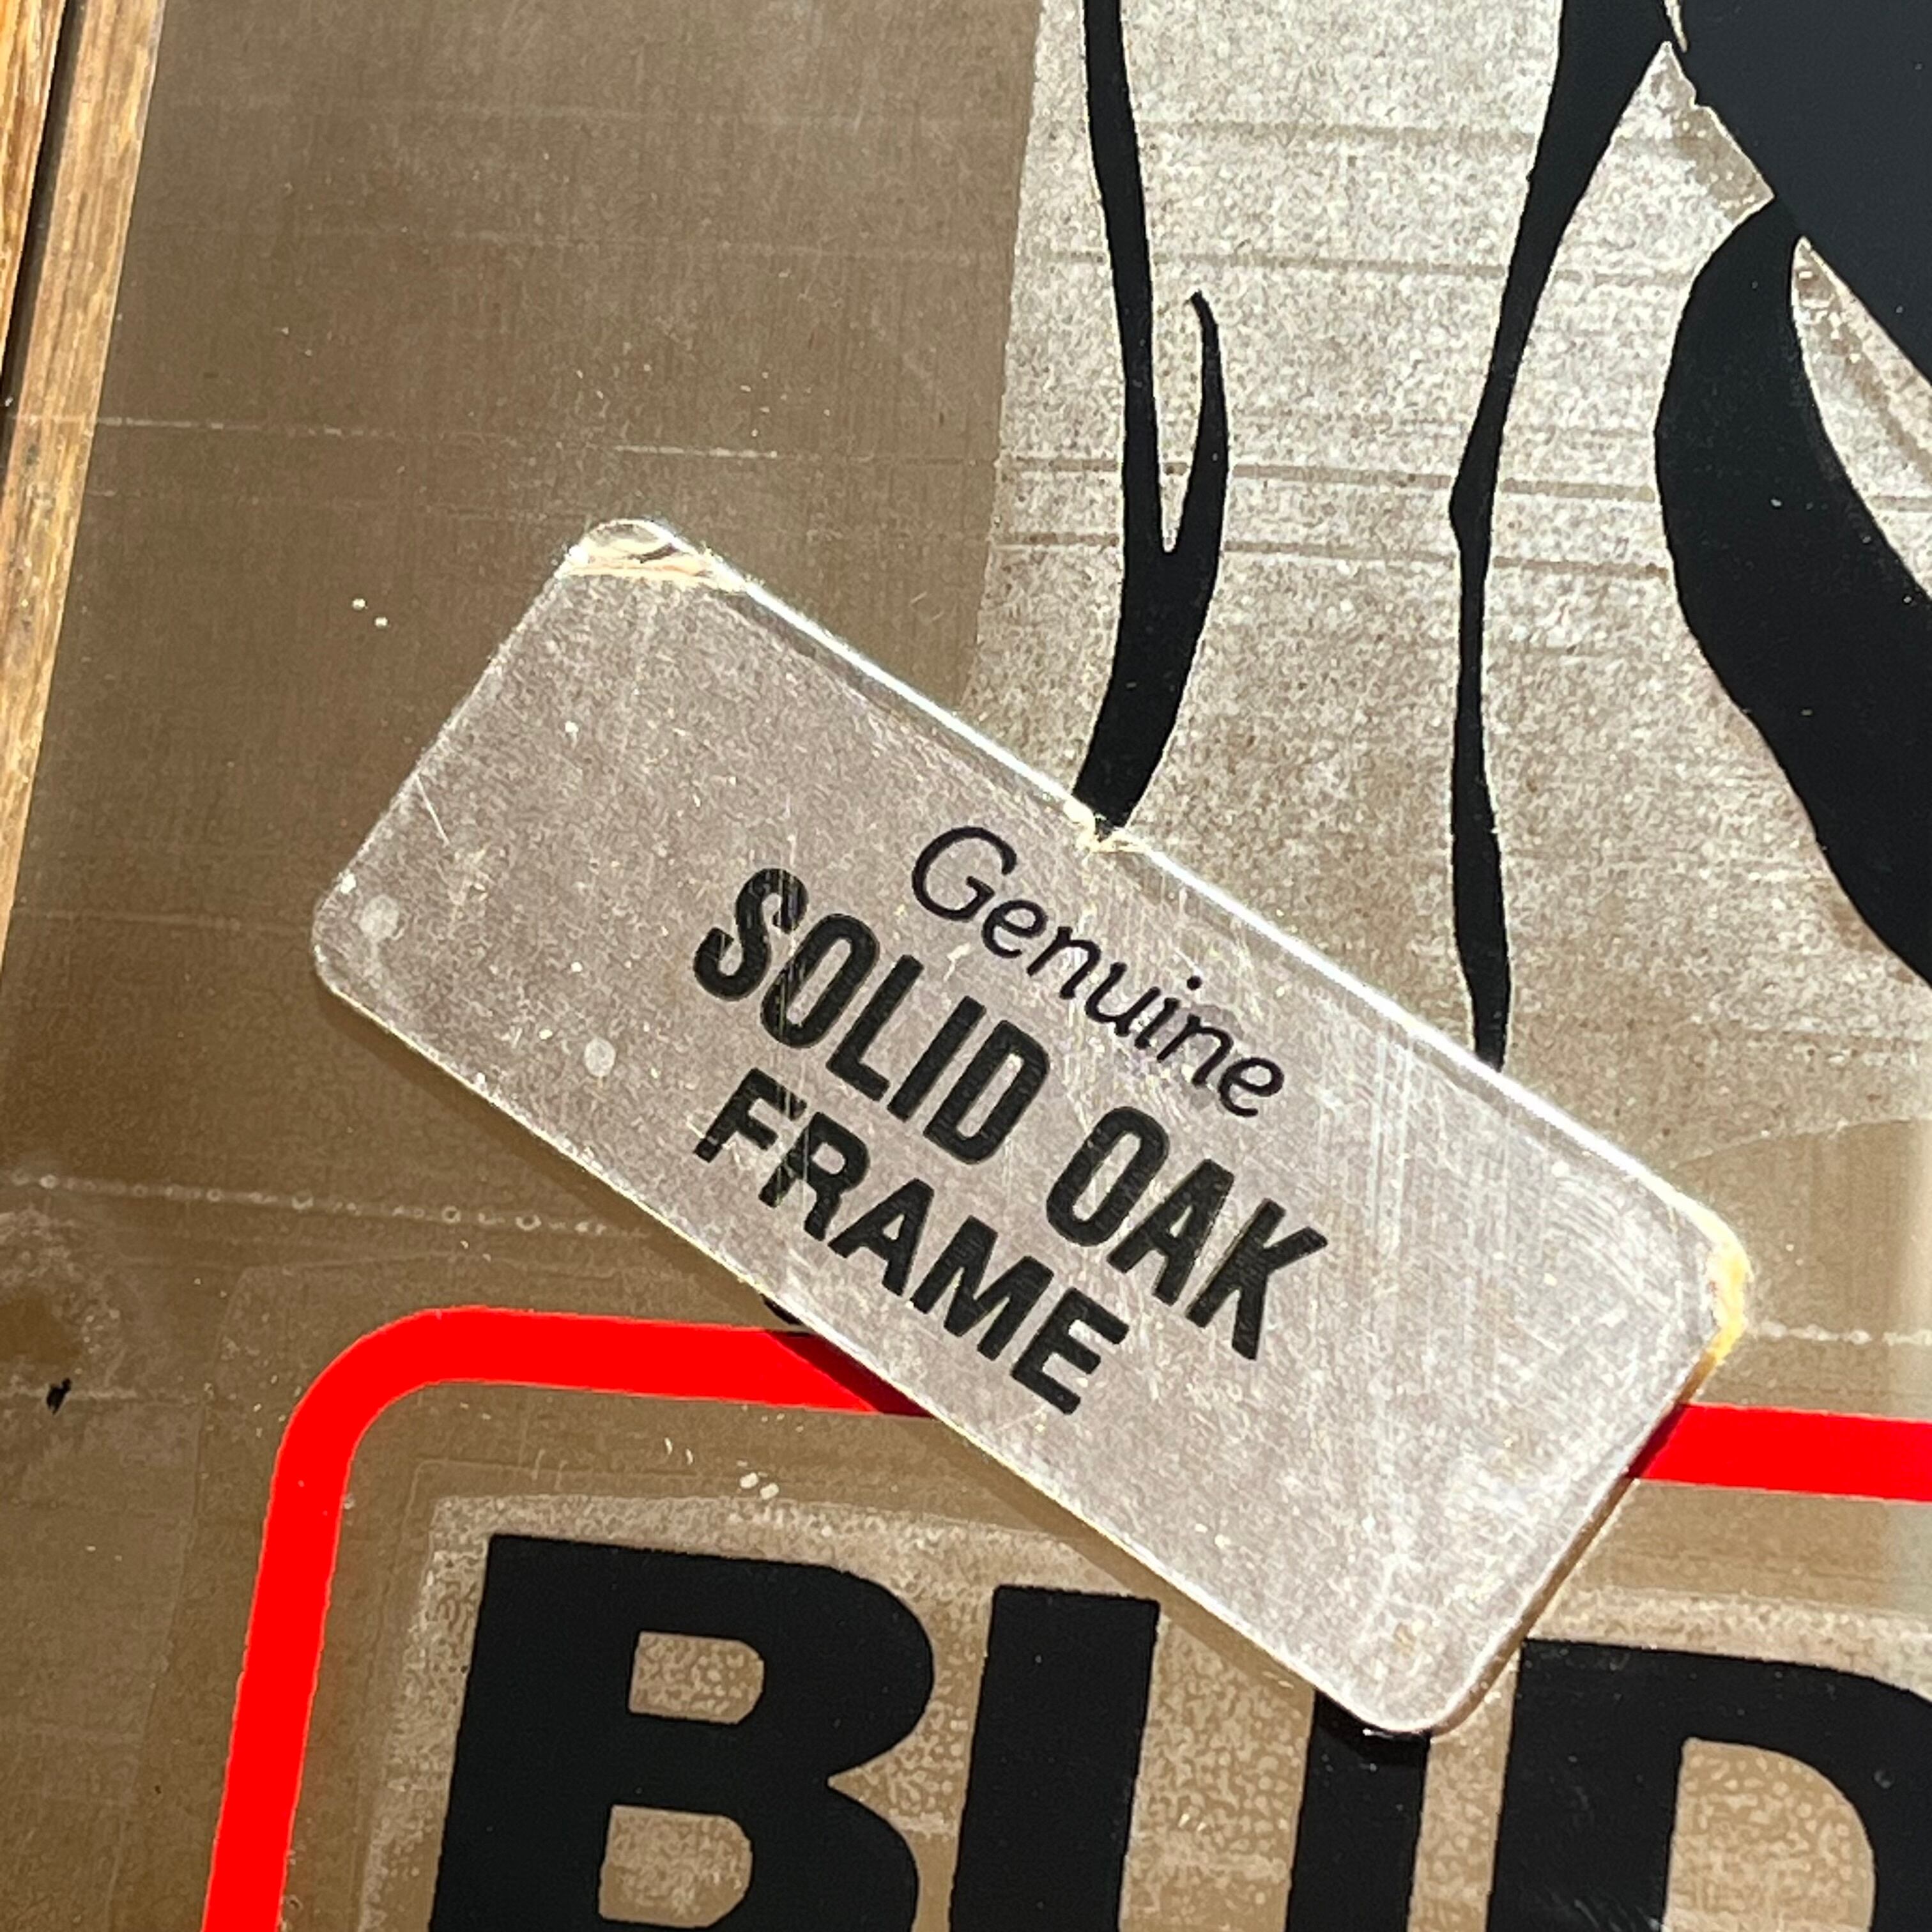 Genuine
SOLID OAK
FRAME
BUD